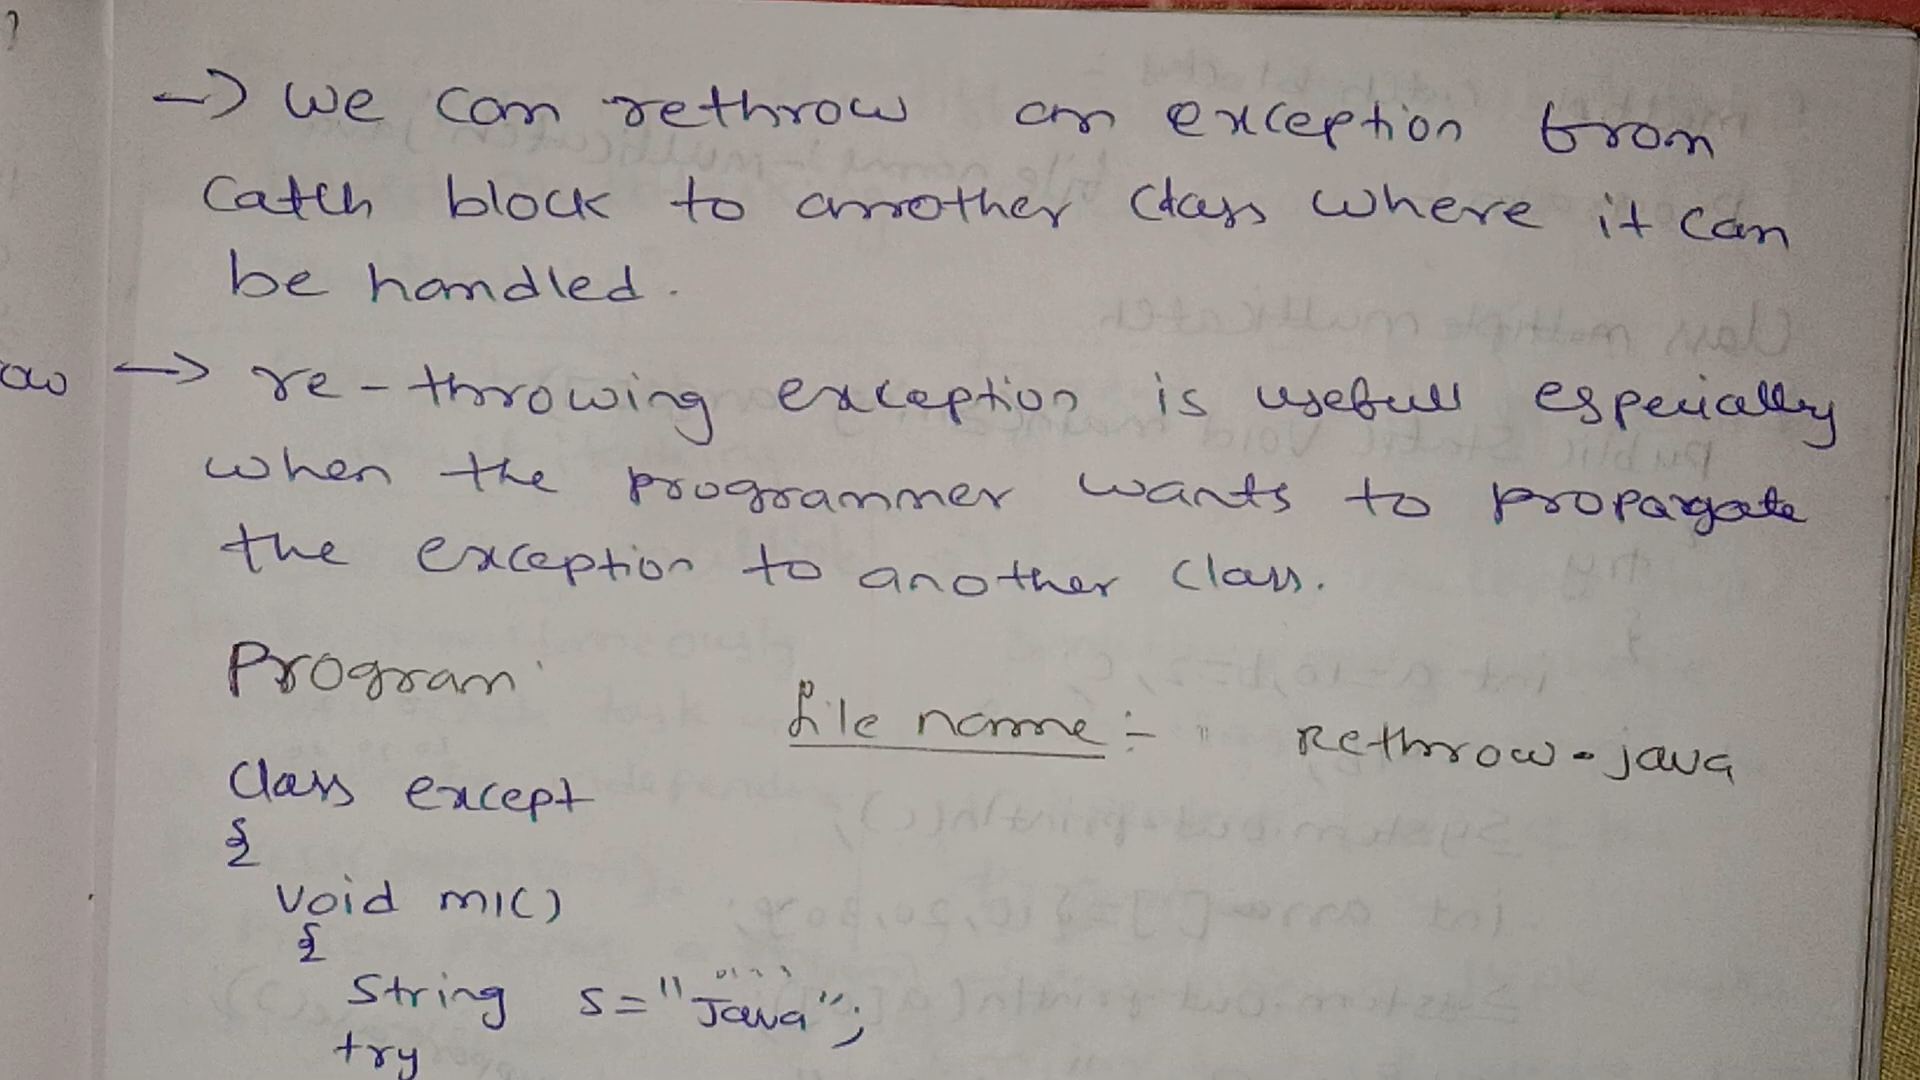 → we can rethrow an exception from
catch block to another class where it can
be handled.
→ re-throwing exception is usefull especially
when the programmer wants to propargate
the exception to another class.
Program
file name :- Rethrow.java
class except
{
void m1()
{
String s="Java";
try